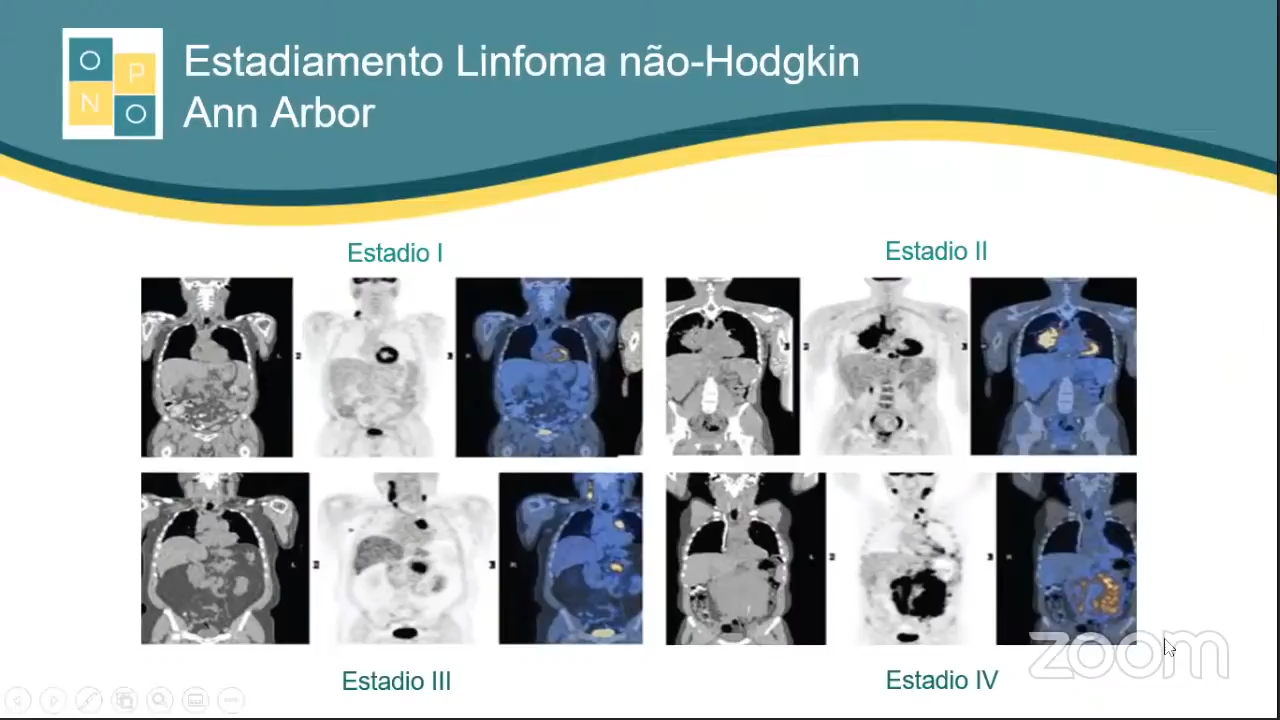 O
P
N
O
Estadiamento Linfoma não-Hodgkin
Ann Arbor
Estadio I
Estadio II
Estadio III
Estadio IV
zoom